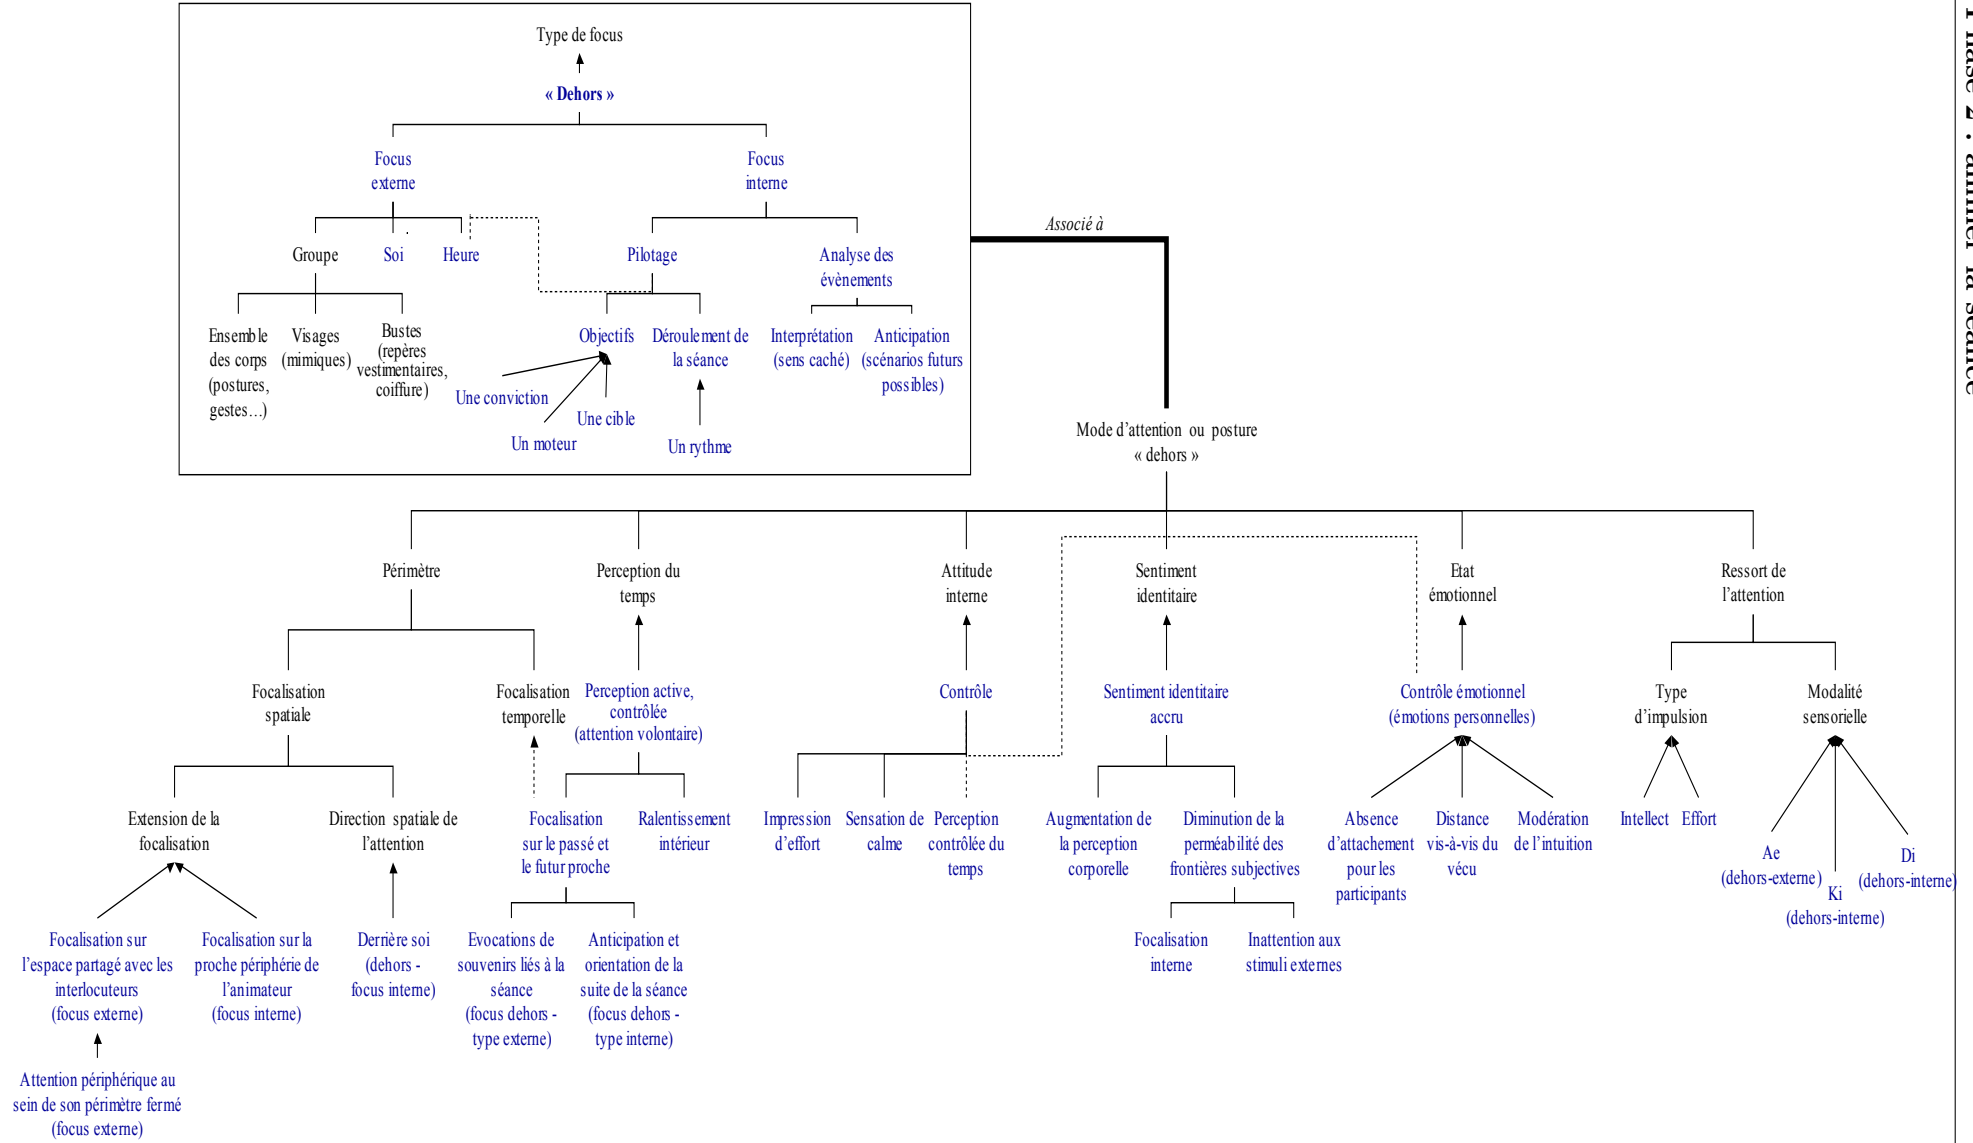 Type de focus
« Dehors »
Focus
externe
Focus
interne
Groupe
Soi
Heure
Pilotage
Analyse des
évènements
Ensemble
des corps
(postures,
gestes…)
Visages
(mimiques)
Bustes
(repères
vestimentaires,
coiffure)
Objectifs
Déroulement de
la séance
Interprétation
(sens caché)
Anticipation
(scénarios futurs
possibles)
Une conviction
Une cible
Un moteur
Un rythme
Associé à
Mode d’attention ou posture
« dehors »
Périmètre
Perception du
temps
Attitude
interne
Sentiment
identitaire
Etat
émotionnel
Ressort de
l’attention
Focalisation
spatiale
Focalisation
temporelle
Perception active,
contrôlée
(attention volontaire)
Contrôle
Sentiment identitaire
accru
Contrôle émotionnel
(émotions personnelles)
Type
d’impulsion
Modalité
sensorielle
Extension de la
focalisation
Direction spatiale de
l’attention
Focalisation
sur le passé et
le futur proche
Ralentissement
intérieur
Impression
d’effort
Sensation de
calme
Perception
contrôlée du
temps
Augmentation de
la perception
corporelle
Diminution de la
perméabilité des
frontières subjectives
Absence
d’attachement
pour les
participants
Distance
vis-à-vis du
vécu
Modération
de l’intuition
Intellect
Effort
Ae
(dehors-externe)
Ki
(dehors-interne)
Di
(dehors-interne)
Focalisation sur
l’espace partagé avec les
interlocuteurs
(focus externe)
Focalisation sur la
proche périphérie de
l’animateur
(focus interne)
Derrière soi
(dehors -
focus interne)
Evocations de
souvenirs liés à la
séance
(focus dehors -
type externe)
Anticipation et
orientation de la
suite de la séance
(focus dehors -
type interne)
Focalisation
interne
Inattention aux
stimuli externes
Attention périphérique au
sein de son périmètre fermé
(focus externe)
Phase 2 : animer la séance